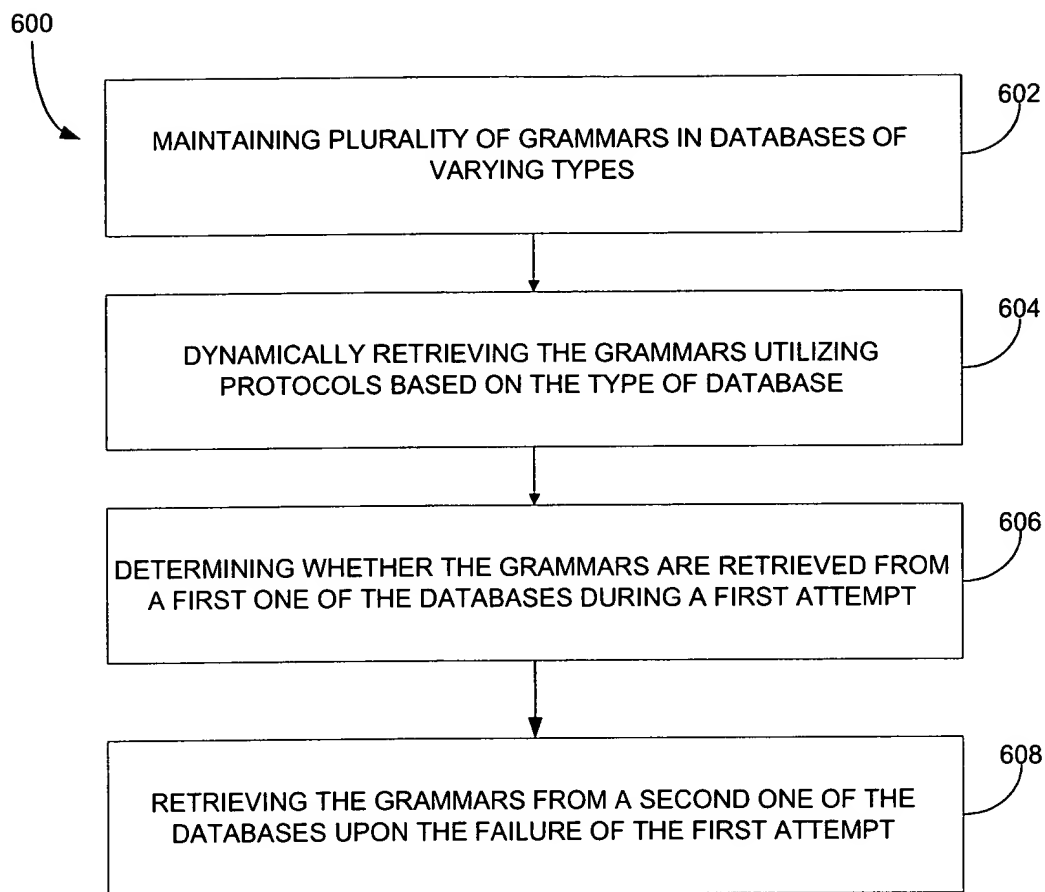 600
602
MAINTAINING PLURALITY OF GRAMMARS IN DATABASES OF
VARYING TYPES
604
DYNAMICALLY RETRIEVING THE GRAMMARS UTILIZING
PROTOCOLS BASED ON THE TYPE OF DATABASE
606
DETERMINING WHETHER THE GRAMMARS ARE RETRIEVED FROM
A FIRST ONE OF THE DATABASES DURING A FIRST ATTEMPT
608
RETRIEVING THE GRAMMARS FROM A SECOND ONE OF THE
DATABASES UPON THE FAILURE OF THE FIRST ATTEMPT